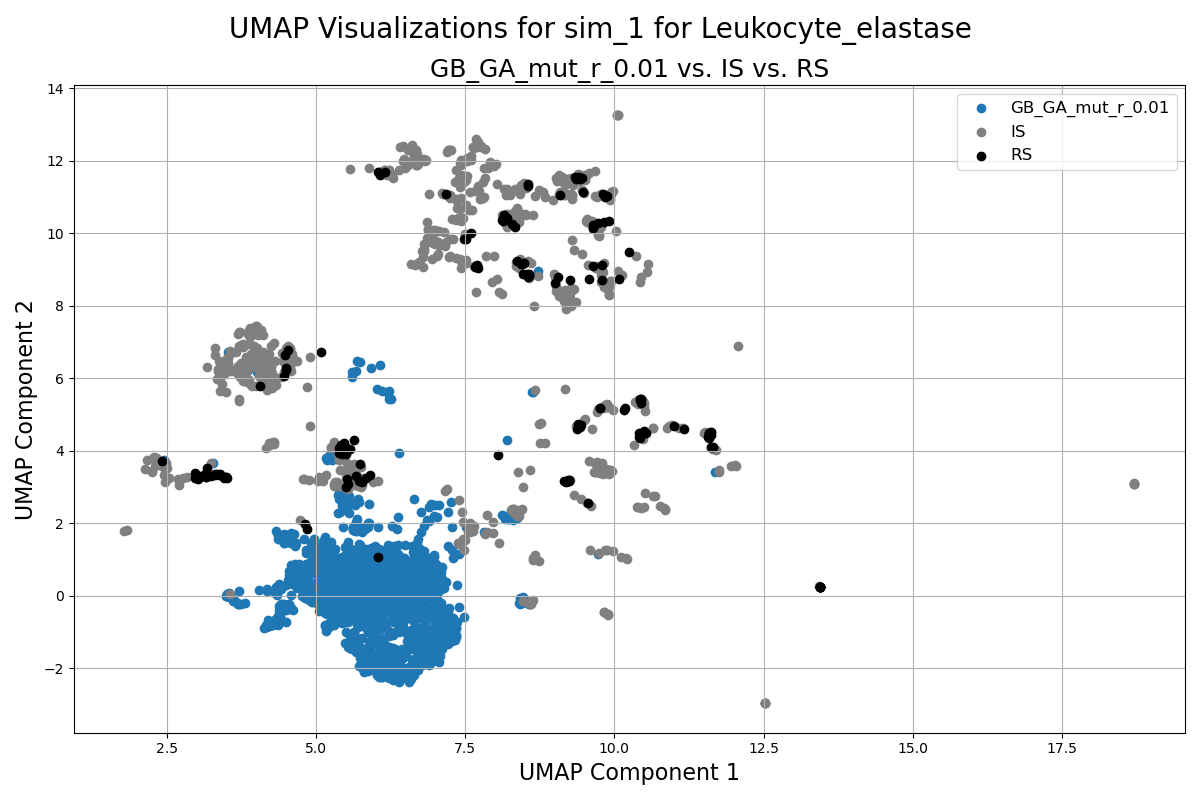 UMAP Visualizations for sim_1 for Leukocyte_elastase
GB_GA_mut_r_0.01 vs. IS vs. RS
GB_GA_mut_r_0.01
IS
RS
14
12
10
8
6
4
2
0
−2
UMAP Component 2
2.5 5.0 7.5 10.0 12.5 15.0 17.5
UMAP Component 1